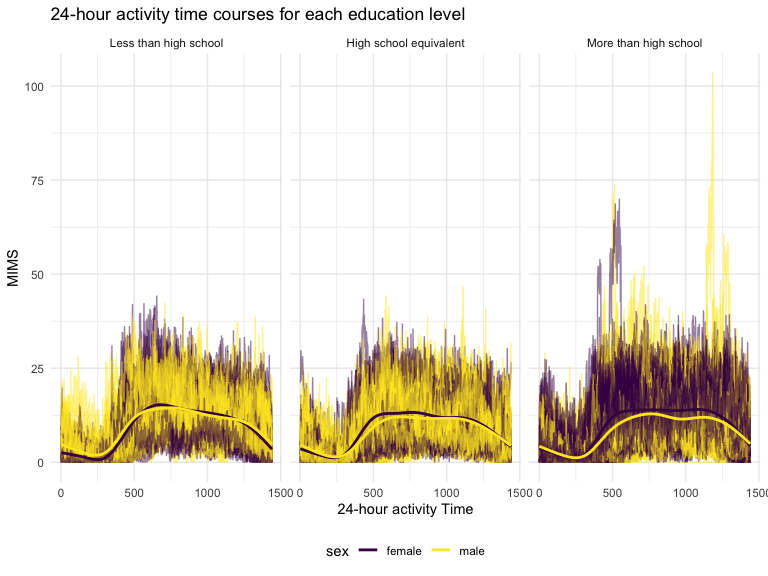 24-hour activity time courses for each education level
Less than high school
High school equivalent
More than high school
100
75
50
25
0
MIMS
0 500 1000 1500
0 500 1000 1500
0 500 1000 1500
24-hour activity Time
sex female male